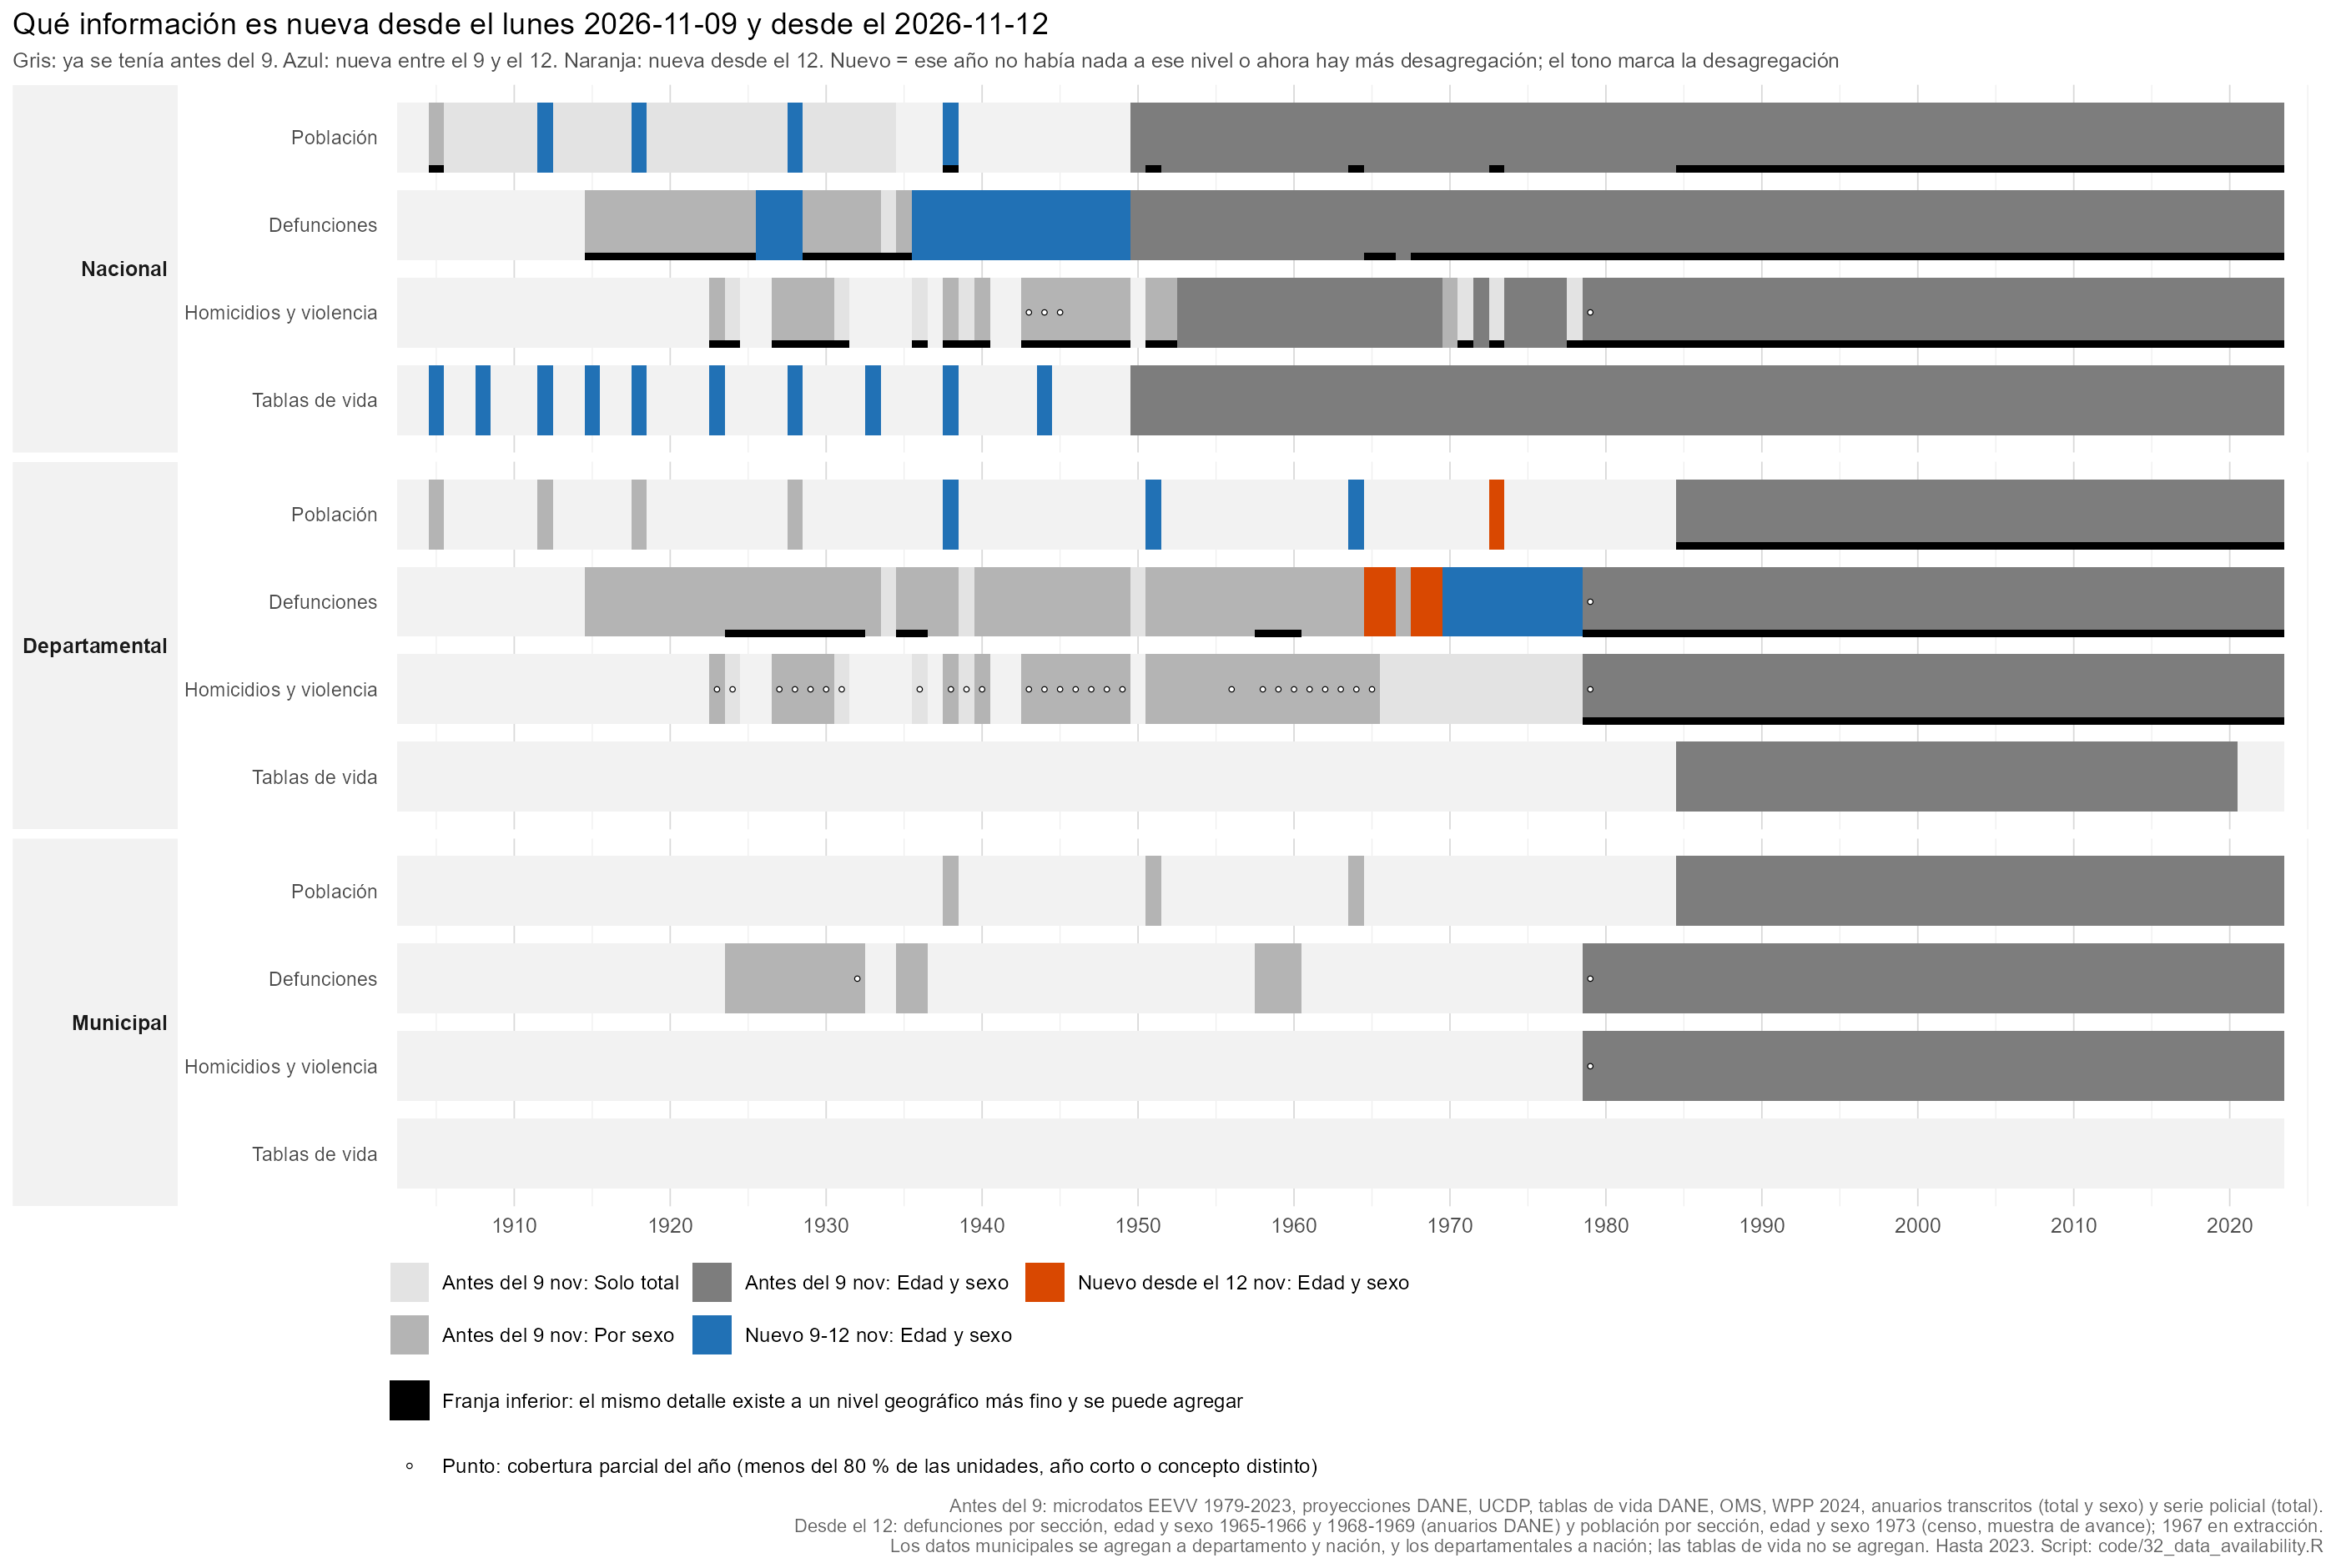 Qué información es nueva desde el lunes 2026-11-09 y desde el 2026-11-12
Gris: ya se tenía antes del 9. Azul: nueva entre el 9 y el 12. Naranja: nueva desde el 12. Nuevo = ese año no había nada a ese nivel o ahora hay más desagregación; el tono marca la desagregación
Nacional
Población
Defunciones
Homicidios y violencia
Tablas de vida
Departamental
Población
Defunciones
Homicidios y violencia
Tablas de vida
Municipal
Población
Defunciones
Homicidios y violencia
Tablas de vida
1910 1920 1930 1940 1950 1960 1970 1980 1990 2000 2010 2020
Antes del 9 nov: Solo total Antes del 9 nov: Edad y sexo Nuevo desde el 12 nov: Edad y sexo
Antes del 9 nov: Por sexo Nuevo 9-12 nov: Edad y sexo
Franja inferior: el mismo detalle existe a un nivel geográfico más fino y se puede agregar
Punto: cobertura parcial del año (menos del 80 % de las unidades, año corto o concepto distinto)
Antes del 9: microdatos EEVV 1979-2023, proyecciones DANE, UCDP, tablas de vida DANE, OMS, WPP 2024, anuarios transcritos (total y sexo) y serie policial (total).
Desde el 12: defunciones por sección, edad y sexo 1965-1966 y 1968-1969 (anuarios DANE) y población por sección, edad y sexo 1973 (censo, muestra de avance); 1967 en extracción.
Los datos municipales se agregan a departamento y nación, y los departamentales a nación; las tablas de vida no se agregan. Hasta 2023. Script: code/32_data_availability.R